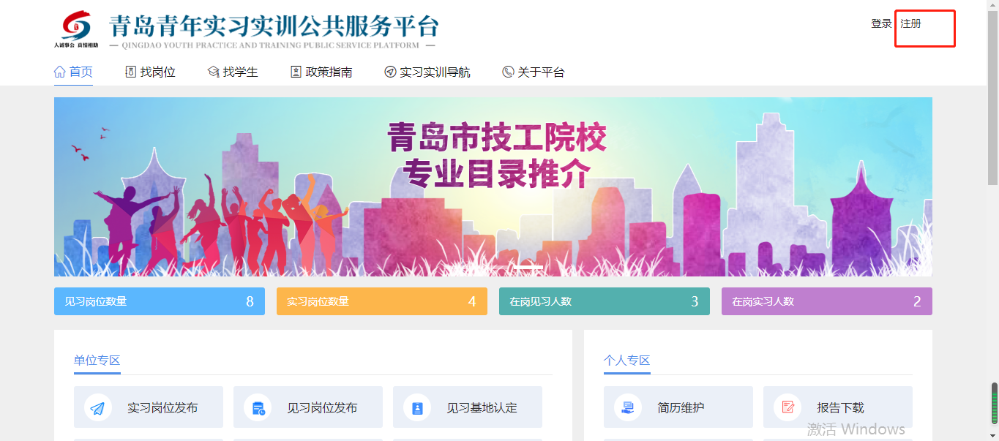 青岛青年实习实训公共服务平台
人诚事公 真情相助
— QINGDAO YOUTH PRACTICE AND TRAINING PUBLIC SERVICE PLATFORM —
登录 注册
首页 找岗位 找学生 政策指南 实习实训导航 关于平台
青岛市技工院校
专业目录推介
见习岗位数量 8 实习岗位数量 4 在岗见习人数 3 在岗实习人数 2
单位专区 个人专区
实习岗位发布 见习岗位发布 见习基地认定 简历维护 报告下载
激活 Windows